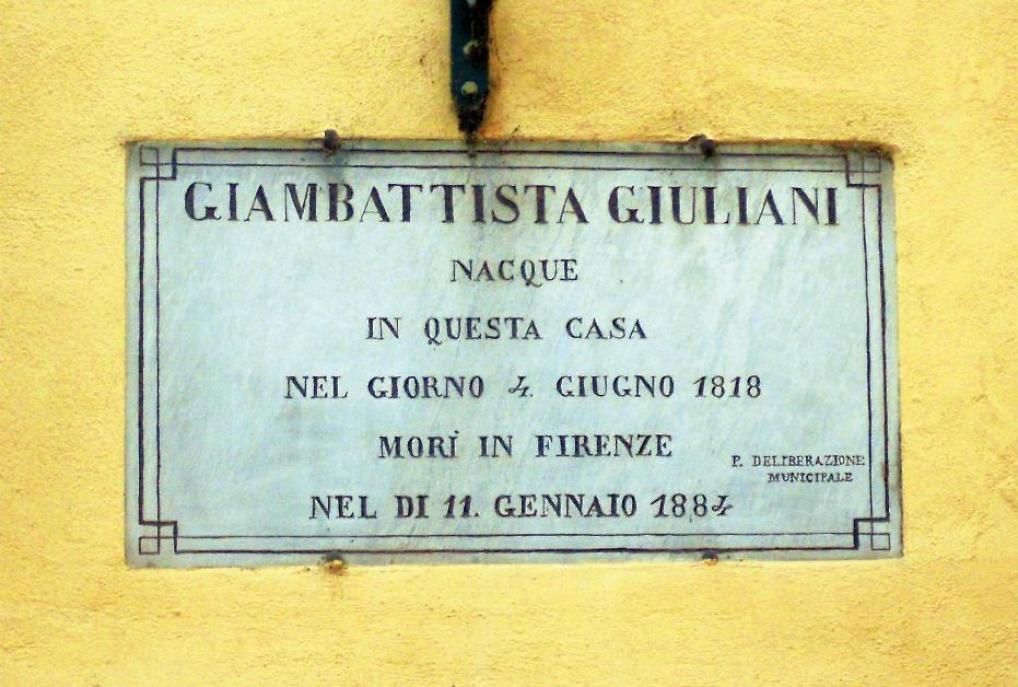 GIAMBATTISTA GIULIANI
NACQUE
IN QUESTA CASA
NEL GIORNO 4. GIUGNO 1818
MORÌ IN FIRENZE
NEL DI 11. GENNAIO 1884
P. DELIBERAZIONE
MUNICIPALE